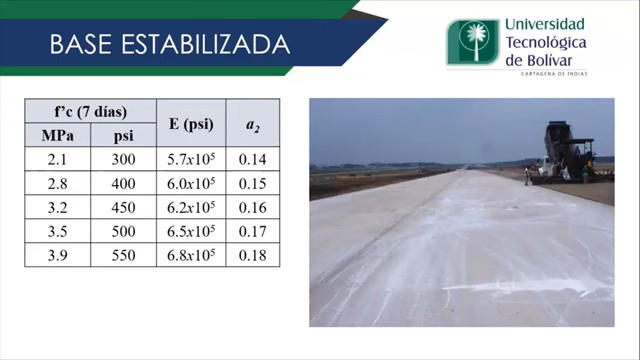 BASE ESTABILIZADA
Universidad
Tecnológica
de Bolívar
CARTAGENA DE INDIAS
f'c (7 días) E (psi) a₂
MPa psi
2.1 300 5.7x10⁵ 0.14
2.8 400 6.0x10⁵ 0.15
3.2 450 6.2x10⁵ 0.16
3.5 500 6.5x10⁵ 0.17
3.9 550 6.8x10⁵ 0.18